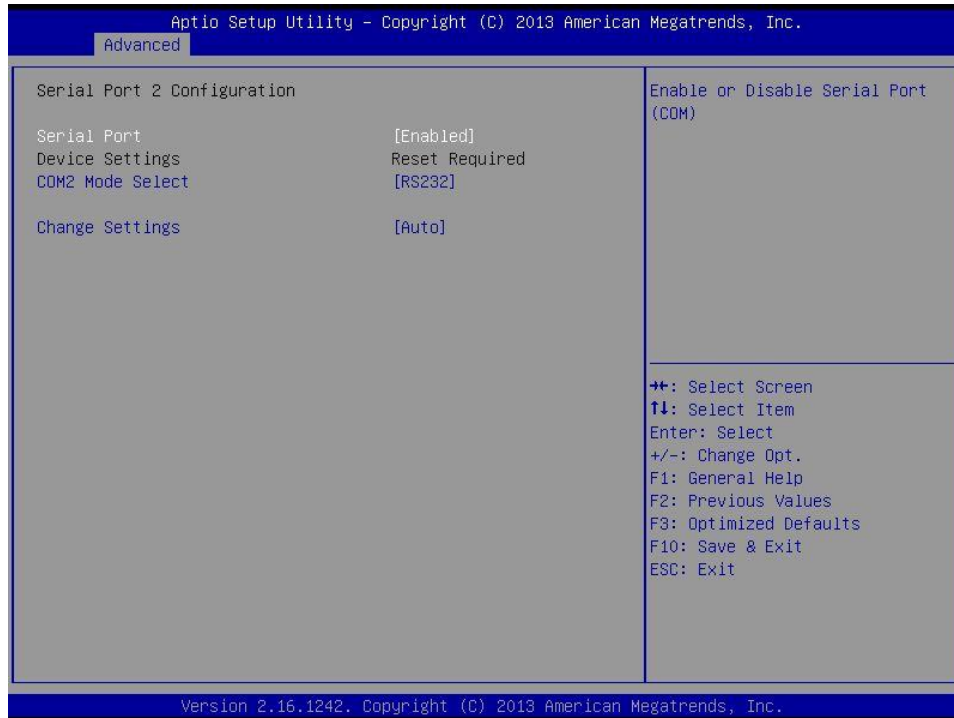 Aptio Setup Utility – Copyright (C) 2013 American Megatrends, Inc.
Advanced
Serial Port 2 Configuration
Serial Port [Enabled]
Device Settings Reset Required
COM2 Mode Select [RS232]
Change Settings [Auto]
Enable or Disable Serial Port
(COM)
→←: Select Screen
↑↓: Select Item
Enter: Select
+/-: Change Opt.
F1: General Help
F2: Previous Values
F3: Optimized Defaults
F10: Save & Exit
ESC: Exit
Version 2.16.1242. Copyright (C) 2013 American Megatrends, Inc.